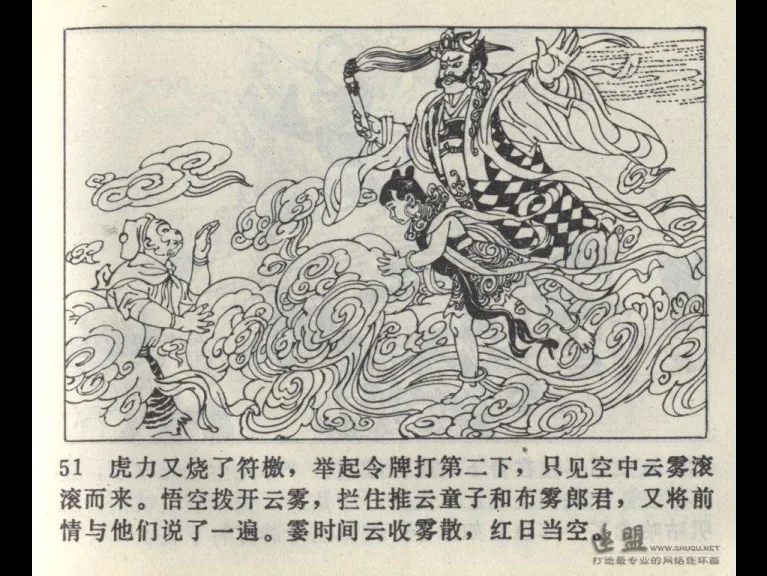 51 虎力又烧了符檄，举起令牌打第二下，只见空中云雾滚
滚而来。悟空拨开云雾，拦住推云童子和布雾郎君，又将前
情与他们说了一遍。霎时间云收雾散，红日当空。
迷盟 WWW.SHUQU.NET
打造最专业的网络连环画